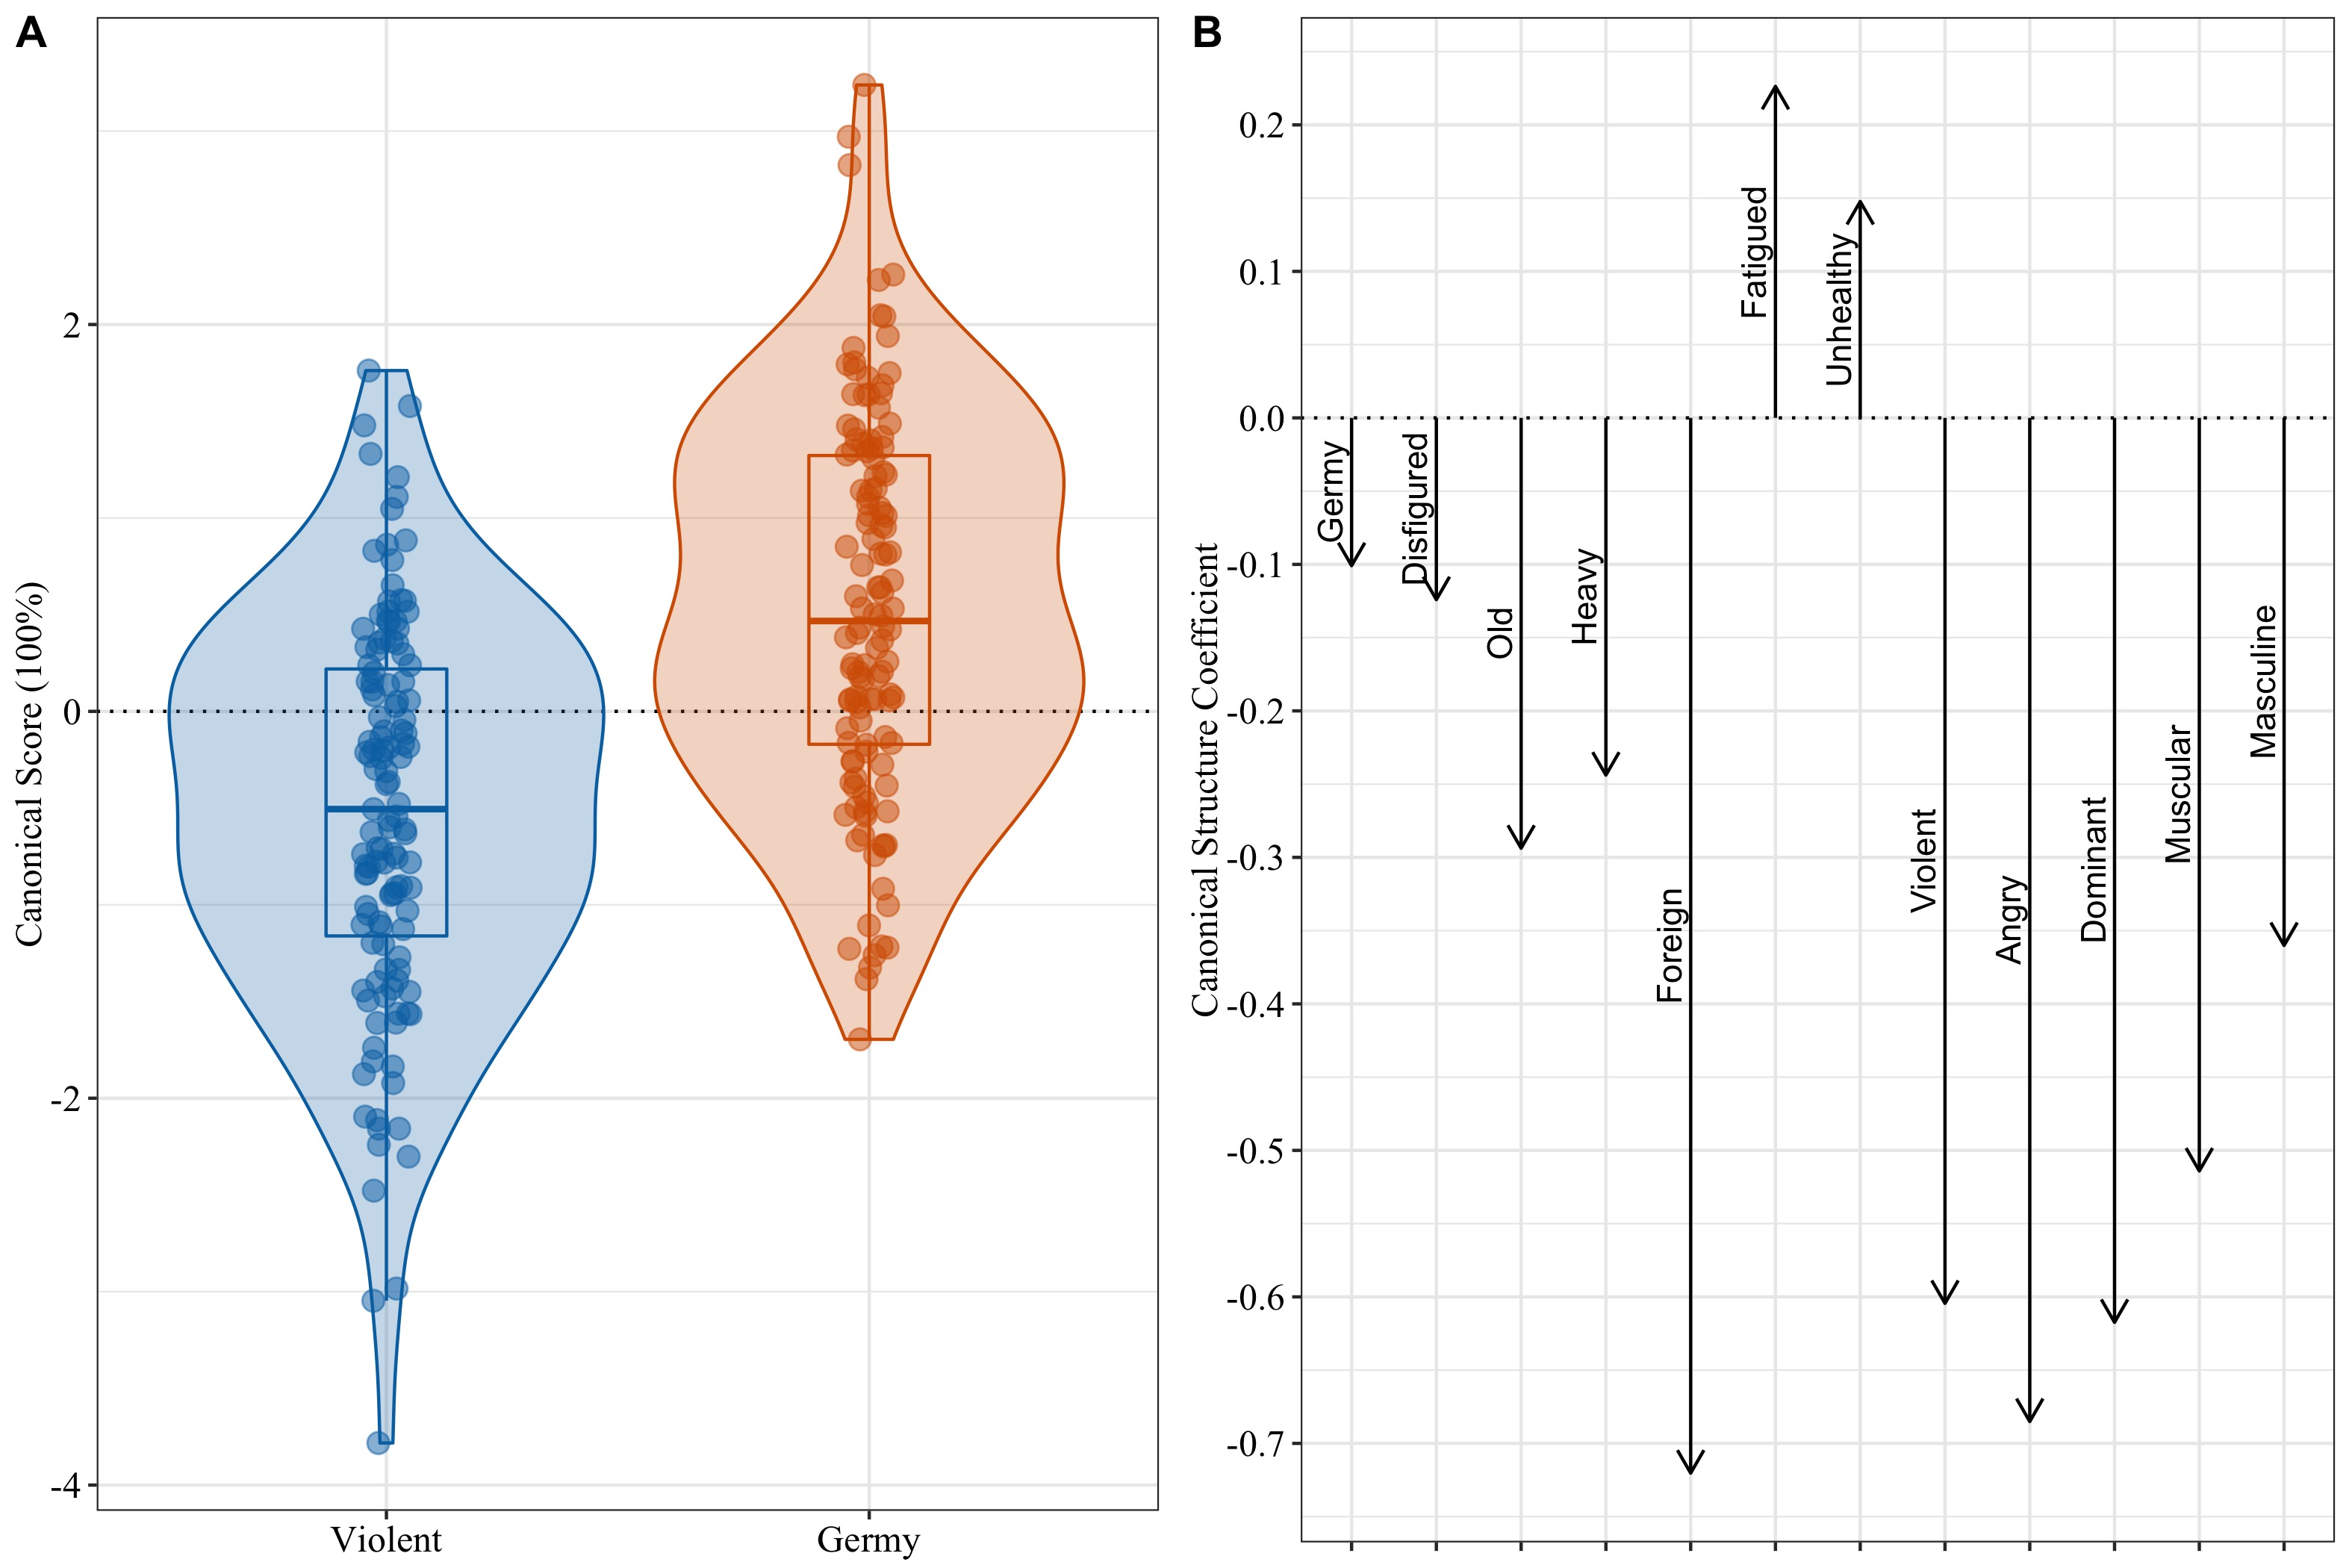 A
Canonical Score (100%)
2
0
-2
-4
Violent
Germy
B
Canonical Structure Coefficient
0.2
0.1
0.0
-0.1
-0.2
-0.3
-0.4
-0.5
-0.6
-0.7
Germy
Disfigured
Old
Heavy
Foreign
Fatigued
Unhealthy
Violent
Angry
Dominant
Muscular
Masculine